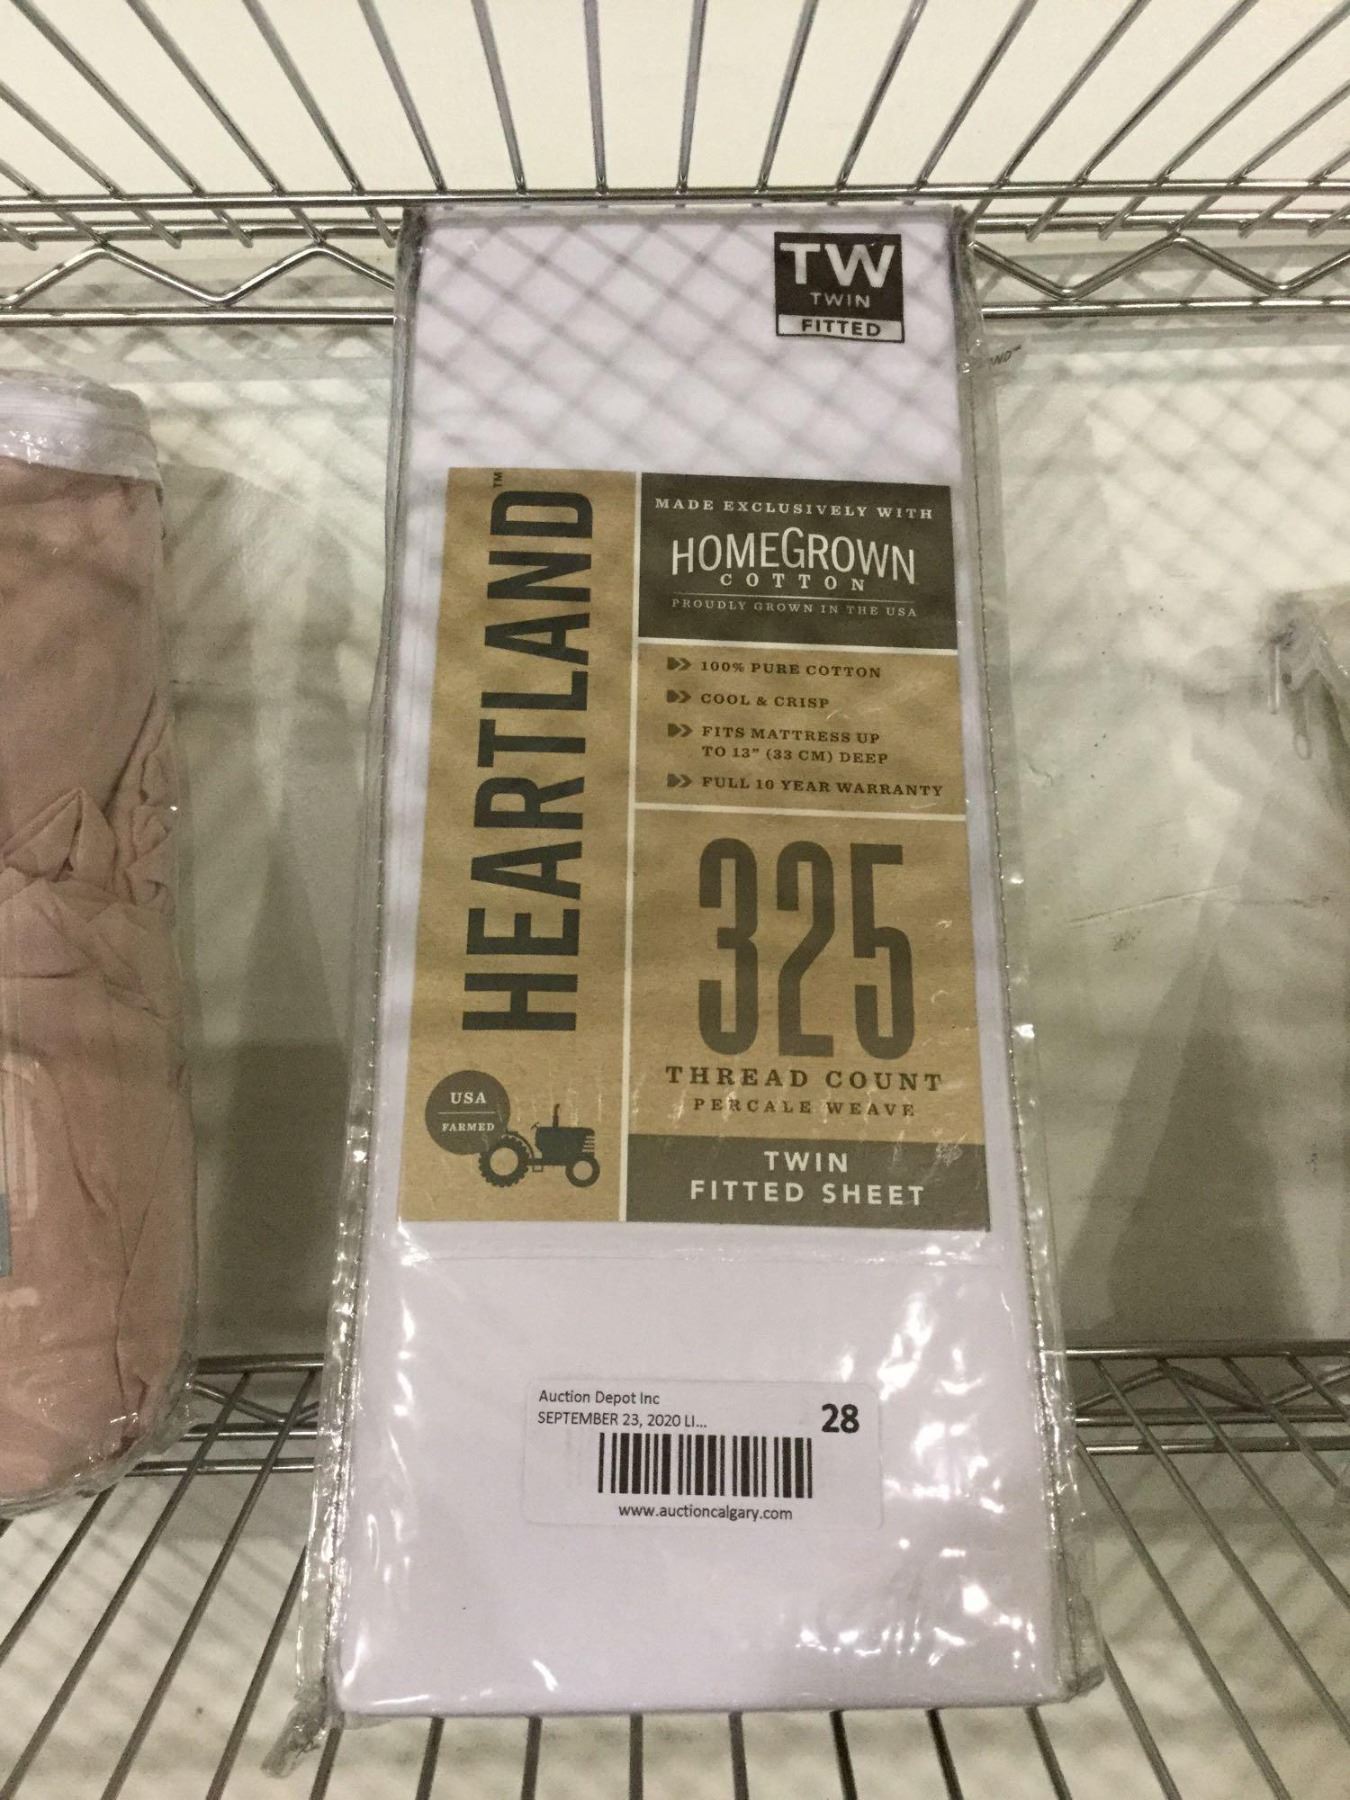 TW
TWIN
FITTED
HEARTLAND™
MADE EXCLUSIVELY WITH
HOMEGROWN
COTTON
PROUDLY GROWN IN THE USA
100% PURE COTTON
COOL & CRISP
FITS MATTRESS UP
TO 13" (33 CM) DEEP
FULL 10 YEAR WARRANTY
325
THREAD COUNT
PERCALE WEAVE
USA
FARMED
TWIN
FITTED SHEET
Auction Depot Inc
SEPTEMBER 23, 2020 LI...
28
www.auctioncalgary.com